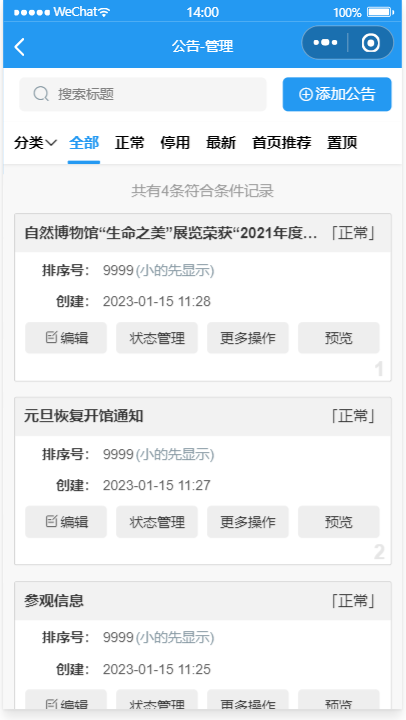 WeChat 14:00 100%
公告-管理
搜索标题 添加公告
分类 全部 正常 停用 最新 首页推荐 置顶
共有4条符合条件记录
自然博物馆“生命之美”展览荣获“2021年度... 「正常」
排序号： 9999(小的先显示)
创建： 2023-01-15 11:28
编辑 状态管理 更多操作 预览
1
元旦恢复开馆通知 「正常」
排序号： 9999(小的先显示)
创建： 2023-01-15 11:27
编辑 状态管理 更多操作 预览
2
参观信息 「正常」
排序号： 9999(小的先显示)
创建： 2023-01-15 11:25
编辑 状态管理 更多操作 预览